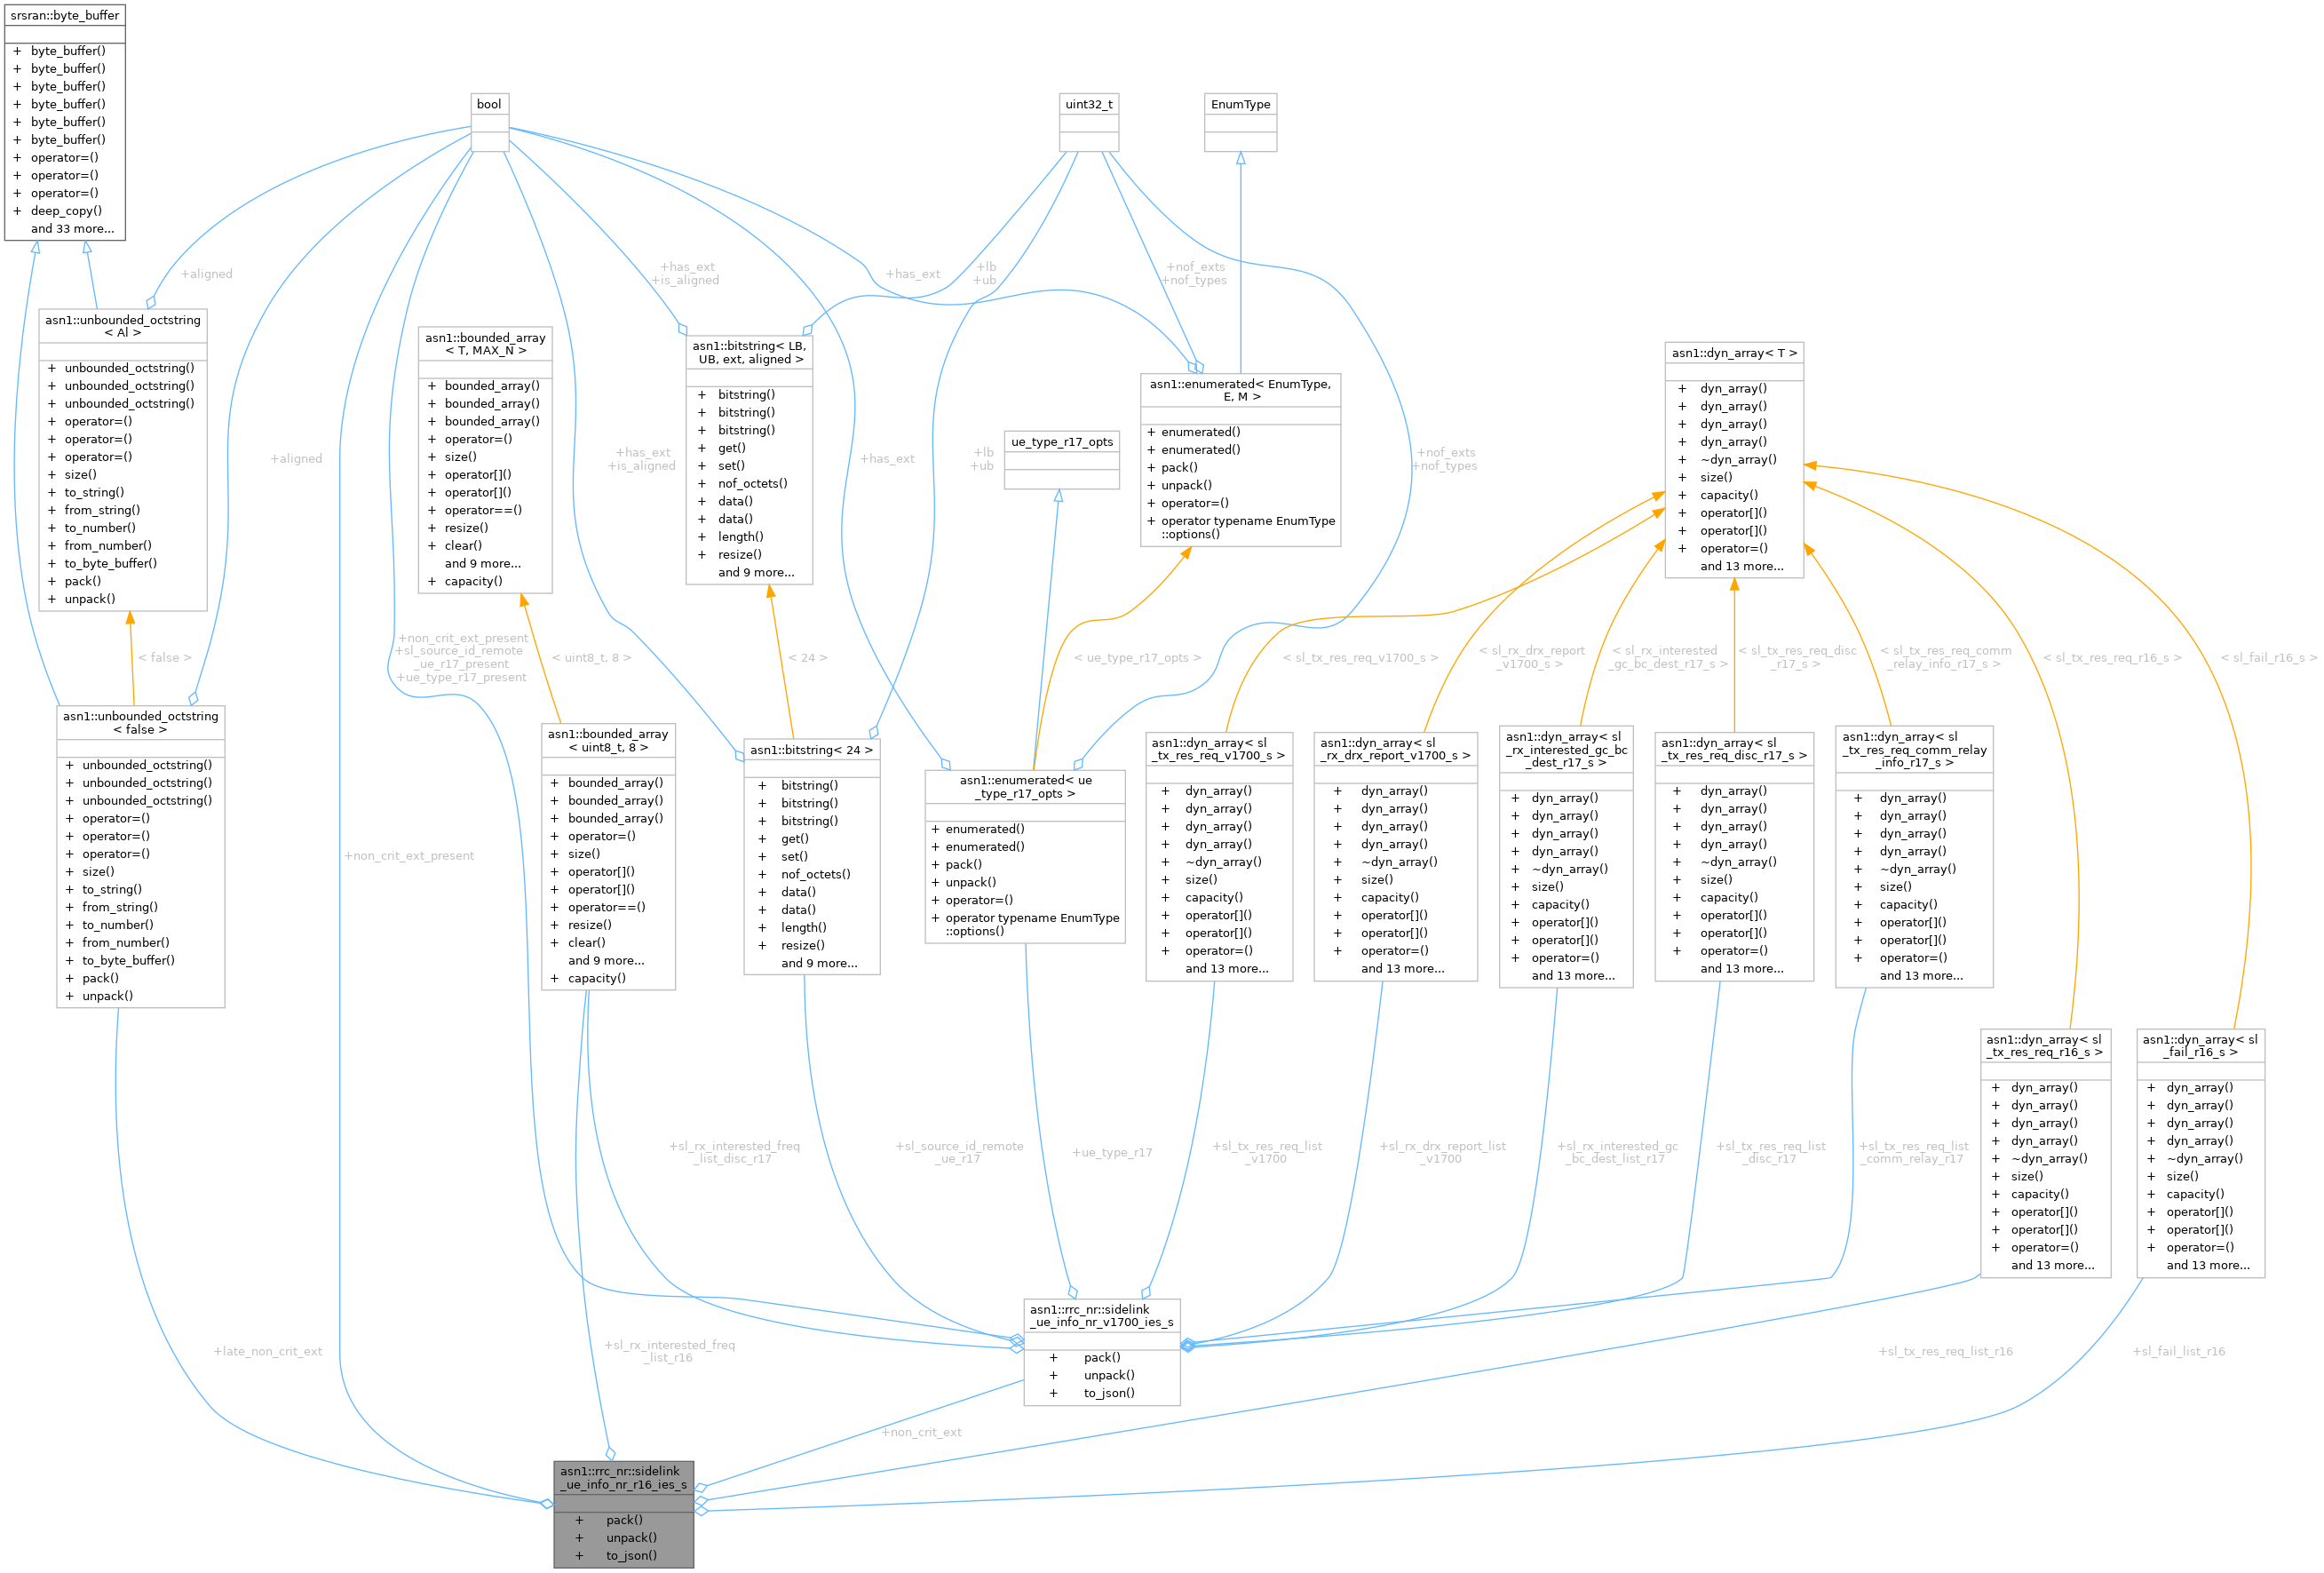 srsran::byte_buffer
+ byte_buffer()
+ byte_buffer()
+ byte_buffer()
+ byte_buffer()
+ byte_buffer()
+ byte_buffer()
+ operator=()
+ operator=()
+ operator=()
+ deep_copy()
and 33 more...
bool
uint32_t
EnumType
+aligned
+has_ext
+is_aligned
+has_ext
+lb
+ub
+nof_exts
+nof_types
asn1::unbounded_octstring
< Al >
+ unbounded_octstring()
+ unbounded_octstring()
+ unbounded_octstring()
+ operator=()
+ operator=()
+ operator=()
+ size()
+ to_string()
+ from_string()
+ to_number()
+ from_number()
+ to_byte_buffer()
+ pack()
+ unpack()
asn1::bounded_array
< T, MAX_N >
+ bounded_array()
+ bounded_array()
+ bounded_array()
+ operator=()
+ size()
+ operator[]()
+ operator[]()
+ operator==()
+ resize()
+ clear()
and 9 more...
+ capacity()
asn1::bitstring< LB,
UB, ext, aligned >
+ bitstring()
+ bitstring()
+ bitstring()
+ get()
+ set()
+ nof_octets()
+ data()
+ data()
+ length()
+ resize()
and 9 more...
ue_type_r17_opts
asn1::enumerated< EnumType,
E, M >
+ enumerated()
+ enumerated()
+ pack()
+ unpack()
+ operator=()
+ operator typename EnumType
::options()
asn1::dyn_array< T >
+ dyn_array()
+ dyn_array()
+ dyn_array()
+ dyn_array()
+ ~dyn_array()
+ size()
+ capacity()
+ operator[]()
+ operator[]()
+ operator=()
and 13 more...
+aligned
+has_ext
+is_aligned
+has_ext
+lb
+ub
+nof_exts
+nof_types
< false >
+non_crit_ext_present
+sl_source_id_remote
_ue_r17_present
+ue_type_r17_present
< uint8_t, 8 >
< 24 >
< ue_type_r17_opts >
< sl_tx_res_req_v1700_s >
< sl_rx_drx_report
_v1700_s >
< sl_rx_interested
_gc_bc_dest_r17_s >
< sl_tx_res_req_disc
_r17_s >
< sl_tx_res_req_comm
_relay_info_r17_s >
< sl_tx_res_req_r16_s >
< sl_fail_r16_s >
asn1::unbounded_octstring
< false >
+ unbounded_octstring()
+ unbounded_octstring()
+ unbounded_octstring()
+ operator=()
+ operator=()
+ operator=()
+ size()
+ to_string()
+ from_string()
+ to_number()
+ from_number()
+ to_byte_buffer()
+ pack()
+ unpack()
+non_crit_ext_present
asn1::bounded_array
< uint8_t, 8 >
+ bounded_array()
+ bounded_array()
+ bounded_array()
+ operator=()
+ size()
+ operator[]()
+ operator[]()
+ operator==()
+ resize()
+ clear()
and 9 more...
+ capacity()
asn1::bitstring< 24 >
+ bitstring()
+ bitstring()
+ bitstring()
+ get()
+ set()
+ nof_octets()
+ data()
+ data()
+ length()
+ resize()
and 9 more...
asn1::enumerated< ue
_type_r17_opts >
+ enumerated()
+ enumerated()
+ pack()
+ unpack()
+ operator=()
+ operator typename EnumType
::options()
asn1::dyn_array< sl
_tx_res_req_v1700_s >
+ dyn_array()
+ dyn_array()
+ dyn_array()
+ dyn_array()
+ ~dyn_array()
+ size()
+ capacity()
+ operator[]()
+ operator[]()
+ operator=()
and 13 more...
asn1::dyn_array< sl
_rx_drx_report_v1700_s >
+ dyn_array()
+ dyn_array()
+ dyn_array()
+ dyn_array()
+ ~dyn_array()
+ size()
+ capacity()
+ operator[]()
+ operator[]()
+ operator=()
and 13 more...
asn1::dyn_array< sl
_rx_interested_gc_bc
_dest_r17_s >
+ dyn_array()
+ dyn_array()
+ dyn_array()
+ dyn_array()
+ ~dyn_array()
+ size()
+ capacity()
+ operator[]()
+ operator[]()
+ operator=()
and 13 more...
asn1::dyn_array< sl
_tx_res_req_disc_r17_s >
+ dyn_array()
+ dyn_array()
+ dyn_array()
+ dyn_array()
+ ~dyn_array()
+ size()
+ capacity()
+ operator[]()
+ operator[]()
+ operator=()
and 13 more...
asn1::dyn_array< sl
_tx_res_req_comm_relay
_info_r17_s >
+ dyn_array()
+ dyn_array()
+ dyn_array()
+ dyn_array()
+ ~dyn_array()
+ size()
+ capacity()
+ operator[]()
+ operator[]()
+ operator=()
and 13 more...
asn1::dyn_array< sl
_tx_res_req_r16_s >
+ dyn_array()
+ dyn_array()
+ dyn_array()
+ dyn_array()
+ ~dyn_array()
+ size()
+ capacity()
+ operator[]()
+ operator[]()
+ operator=()
and 13 more...
asn1::dyn_array< sl
_fail_r16_s >
+ dyn_array()
+ dyn_array()
+ dyn_array()
+ dyn_array()
+ ~dyn_array()
+ size()
+ capacity()
+ operator[]()
+ operator[]()
+ operator=()
and 13 more...
+sl_rx_interested_freq
_list_disc_r17
+sl_source_id_remote
_ue_r17
+ue_type_r17
+sl_tx_res_req_list
_v1700
+sl_rx_drx_report_list
_v1700
+sl_rx_interested_gc
_bc_dest_list_r17
+sl_tx_res_req_list
_disc_r17
+sl_tx_res_req_list
_comm_relay_r17
asn1::rrc_nr::sidelink
_ue_info_nr_v1700_ies_s
+ pack()
+ unpack()
+ to_json()
+late_non_crit_ext
+sl_rx_interested_freq
_list_r16
+sl_tx_res_req_list_r16
+sl_fail_list_r16
+non_crit_ext
asn1::rrc_nr::sidelink
_ue_info_nr_r16_ies_s
+ pack()
+ unpack()
+ to_json()